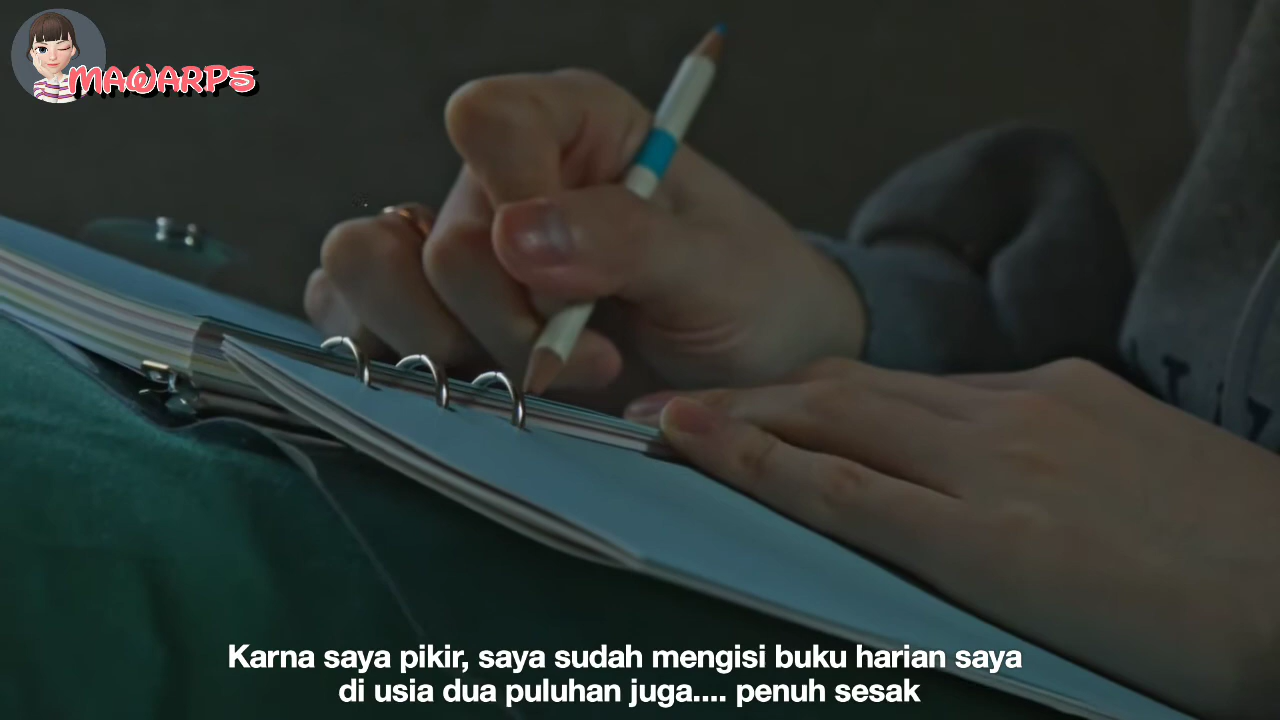 MAWARPS
Karna saya pikir, saya sudah mengisi buku harian saya
di usia dua puluhan juga.... penuh sesak